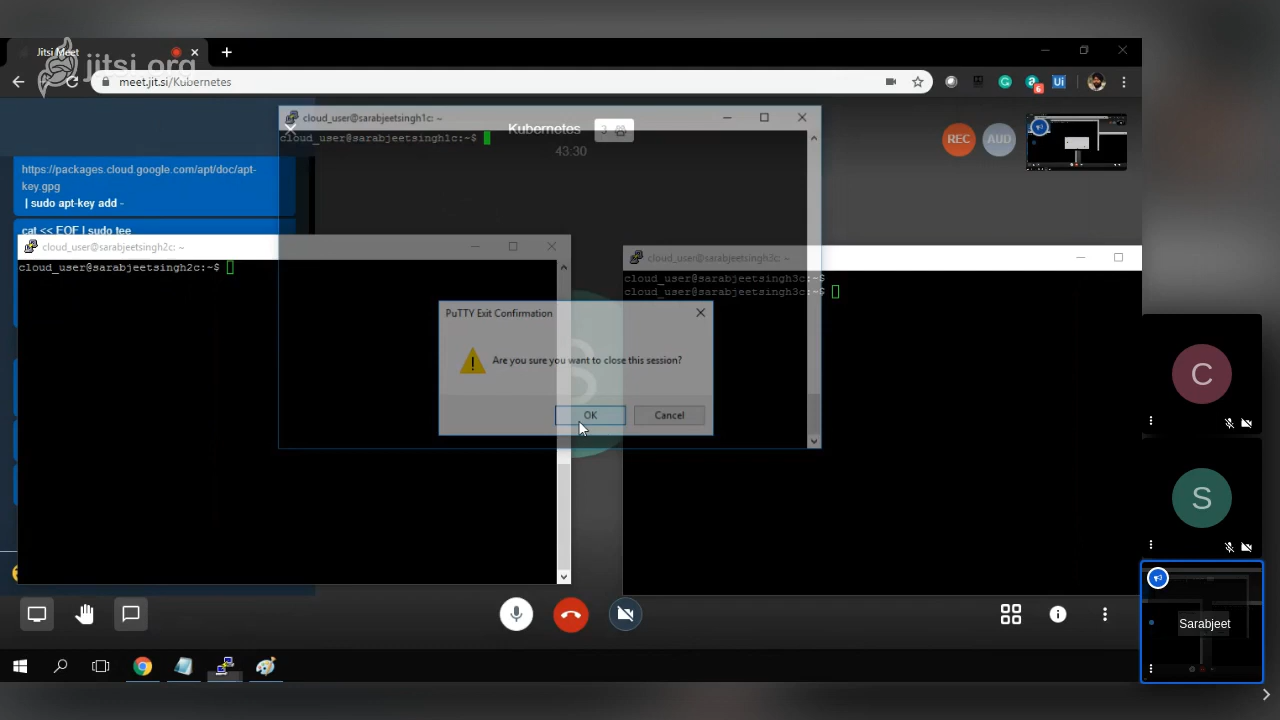 Jitsi Meet
jitsi.org
meet.jit.si/Kubernetes
6
Ui
cloud_user@sarabjeetsingh1c: ~
cloud_user@sarabjeetsingh1c:~$
Kubernetes
3
43:30
REC
AUD
https://packages.cloud.google.com/apt/doc/apt-
key.gpg
| sudo apt-key add -
cat << EOF | sudo tee
cloud_user@sarabjeetsingh2c: ~
cloud_user@sarabjeetsingh2c:~$
cloud_user@sarabjeetsingh3c: ~
cloud_user@sarabjeetsingh3c:~$
cloud_user@sarabjeetsingh3c:~$
PuTTY Exit Confirmation
Are you sure you want to close this session?
OK
Cancel
S
C
S
Sarabjeet